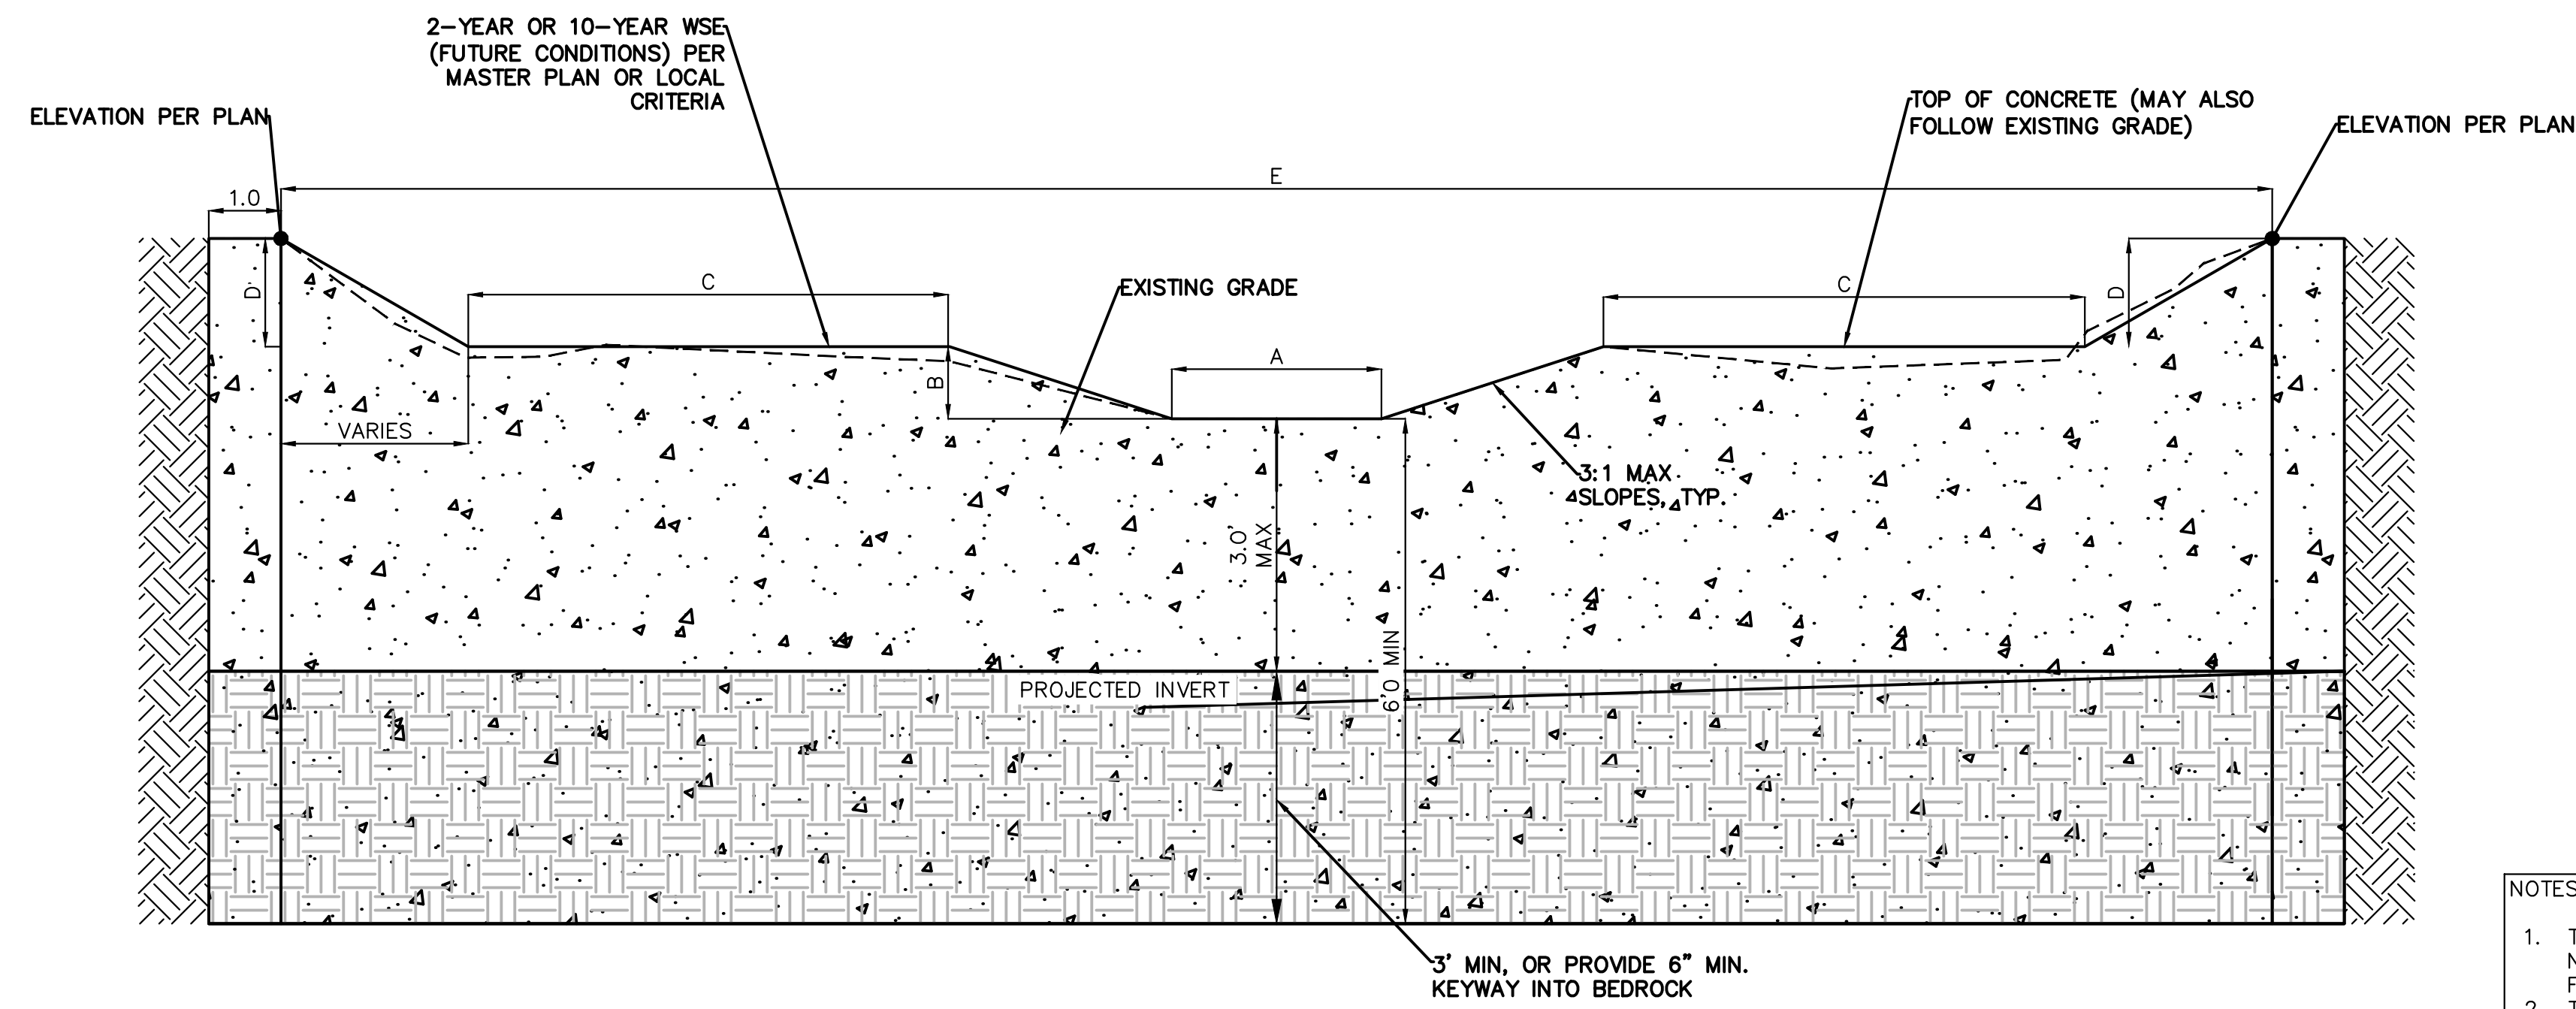 2-YEAR OR 10-YEAR WSE
(FUTURE CONDITIONS) PER
MASTER PLAN OR LOCAL
CRITERIA
ELEVATION PER PLAN
TOP OF CONCRETE (MAY ALSO
FOLLOW EXISTING GRADE)
ELEVATION PER PLAN
E
1.0
D
C
EXISTING GRADE
C
D
B
A
VARIES
3:1 MAX
SLOPES, TYP.
3.0'
MAX
6'0 MIN
PROJECTED INVERT
3' MIN, OR PROVIDE 6" MIN.
KEYWAY INTO BEDROCK
NOTES
1.